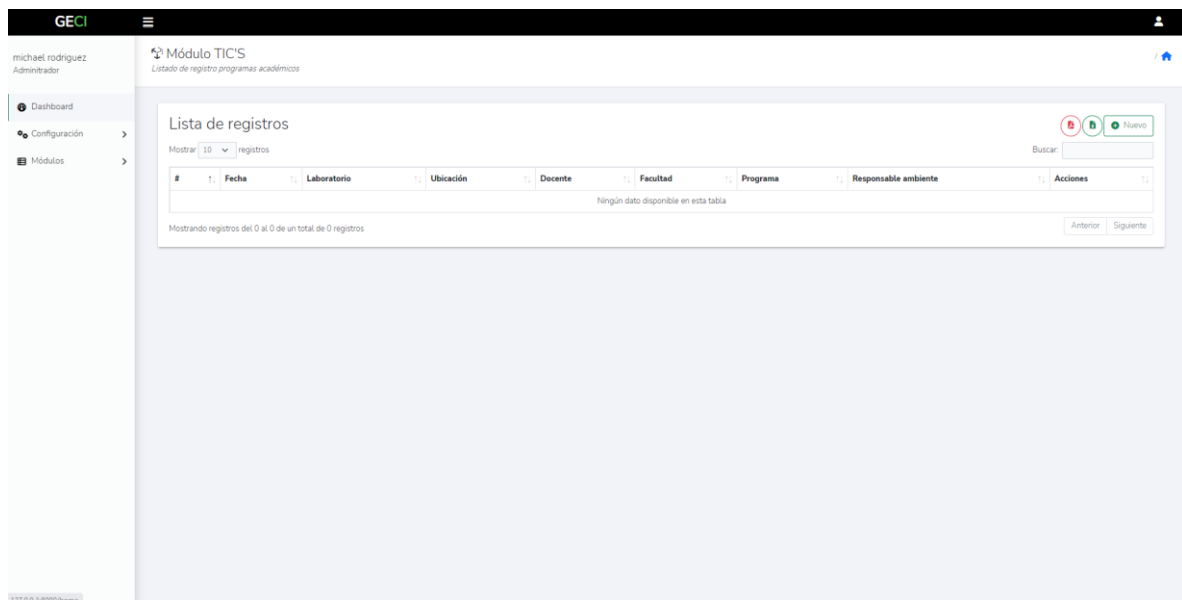 GECI
michael rodriguez
Adminitrador
Dashboard
Configuración
Módulos
Módulo TIC'S
Listado de registro programas académicos
/
Lista de registros
Nuevo
Mostrar 10 registros
Buscar:
# Fecha Laboratorio Ubicación Docente Facultad Programa Responsable ambiente Acciones
Ningún dato disponible en esta tabla
Mostrando registros del 0 al 0 de un total de 0 registros
Anterior Siguiente